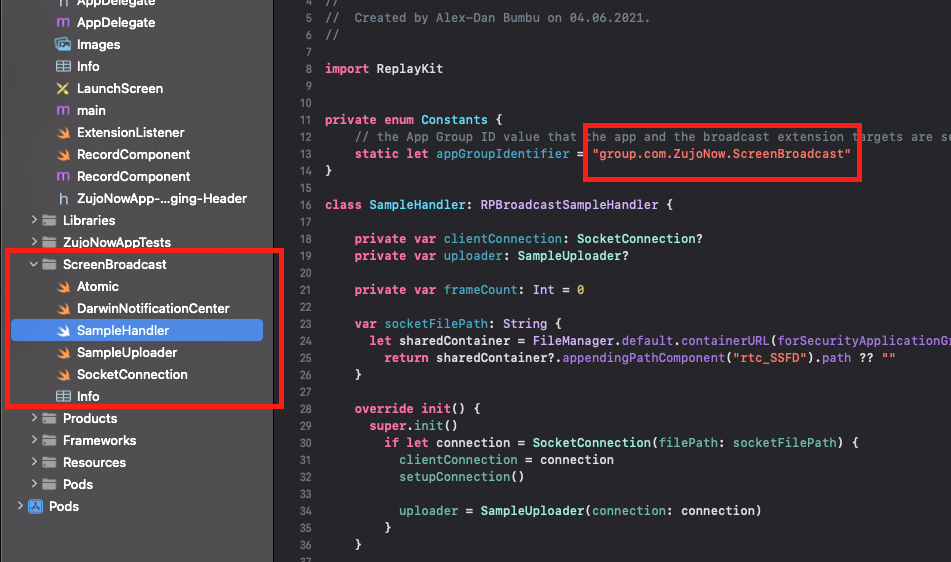 AppDelegate
AppDelegate
Images
Info
LaunchScreen
main
ExtensionListener
RecordComponent
RecordComponent
ZujoNowApp-...ging-Header
Libraries
ZujoNowAppTests
ScreenBroadcast
Atomic
DarwinNotificationCenter
SampleHandler
SampleUploader
SocketConnection
Info
Products
Frameworks
Resources
Pods
Pods
4 //
5 // Created by Alex-Dan Bumbu on 04.06.2021.
6 //
7
8 import ReplayKit
9
10
11 private enum Constants {
12 // the App Group ID value that the app and the broadcast extension targets are se
13 static let appGroupIdentifier = "group.com.ZujoNow.ScreenBroadcast"
14 }
15
16 class SampleHandler: RPBroadcastSampleHandler {
17
18 private var clientConnection: SocketConnection?
19 private var uploader: SampleUploader?
20
21 private var frameCount: Int = 0
22
23 var socketFilePath: String {
24 let sharedContainer = FileManager.default.containerURL(forSecurityApplicationGr
25 return sharedContainer?.appendingPathComponent("rtc_SSFD").path ?? ""
26 }
27
28 override init() {
29 super.init()
30 if let connection = SocketConnection(filePath: socketFilePath) {
31 clientConnection = connection
32 setupConnection()
33
34 uploader = SampleUploader(connection: connection)
35 }
36 }
37